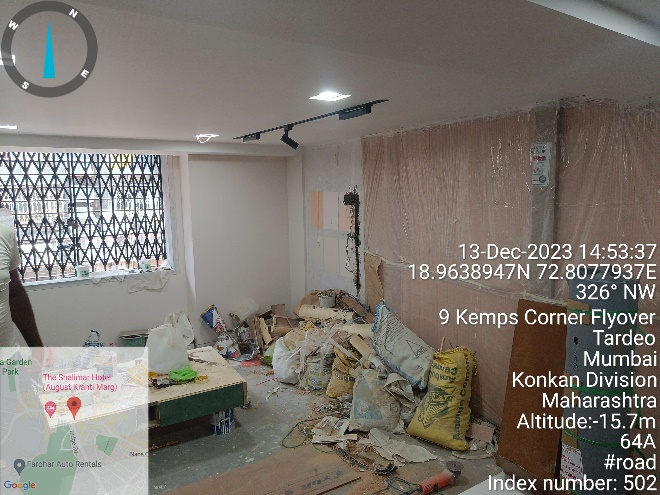 N
W
E
S
13-Dec-2023 14:53:37
18.9638947N 72.8077937E
326° NW
9 Kemps Corner Flyover
Tardeo
Mumbai
Konkan Division
Maharashtra
Altitude:-15.7m
64A
#road
Index number: 502
a Garden
Park
The Shalimar Hotel
(August Kranti Marg)
Farohar Auto Rentals
Google